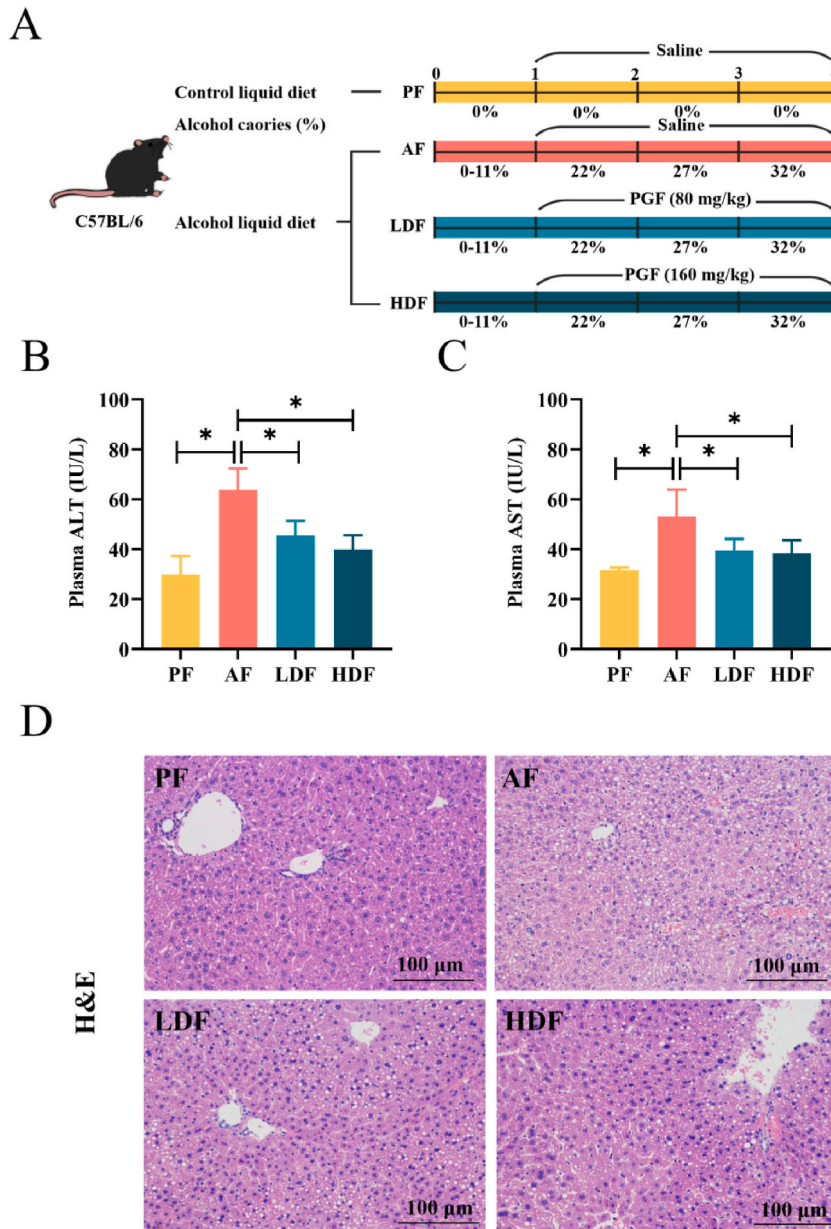 A
Saline
0 1 2 3
Control liquid diet PF
0% 0% 0% 0%
Alcohol caories (%)
Saline
AF
0-11% 22% 27% 32%
C57BL/6
Alcohol liquid diet
PGF (80 mg/kg)
LDF
0-11% 22% 27% 32%
PGF (160 mg/kg)
HDF
0-11% 22% 27% 32%
B
Plasma ALT (IU/L)
100
80
60
40
20
0
* * *
PF AF LDF HDF
C
Plasma AST (IU/L)
100
80
60
40
20
0
* * *
PF AF LDF HDF
D
H&E
PF
100 μm
AF
100 μm
LDF
100 μm
HDF
100 μm